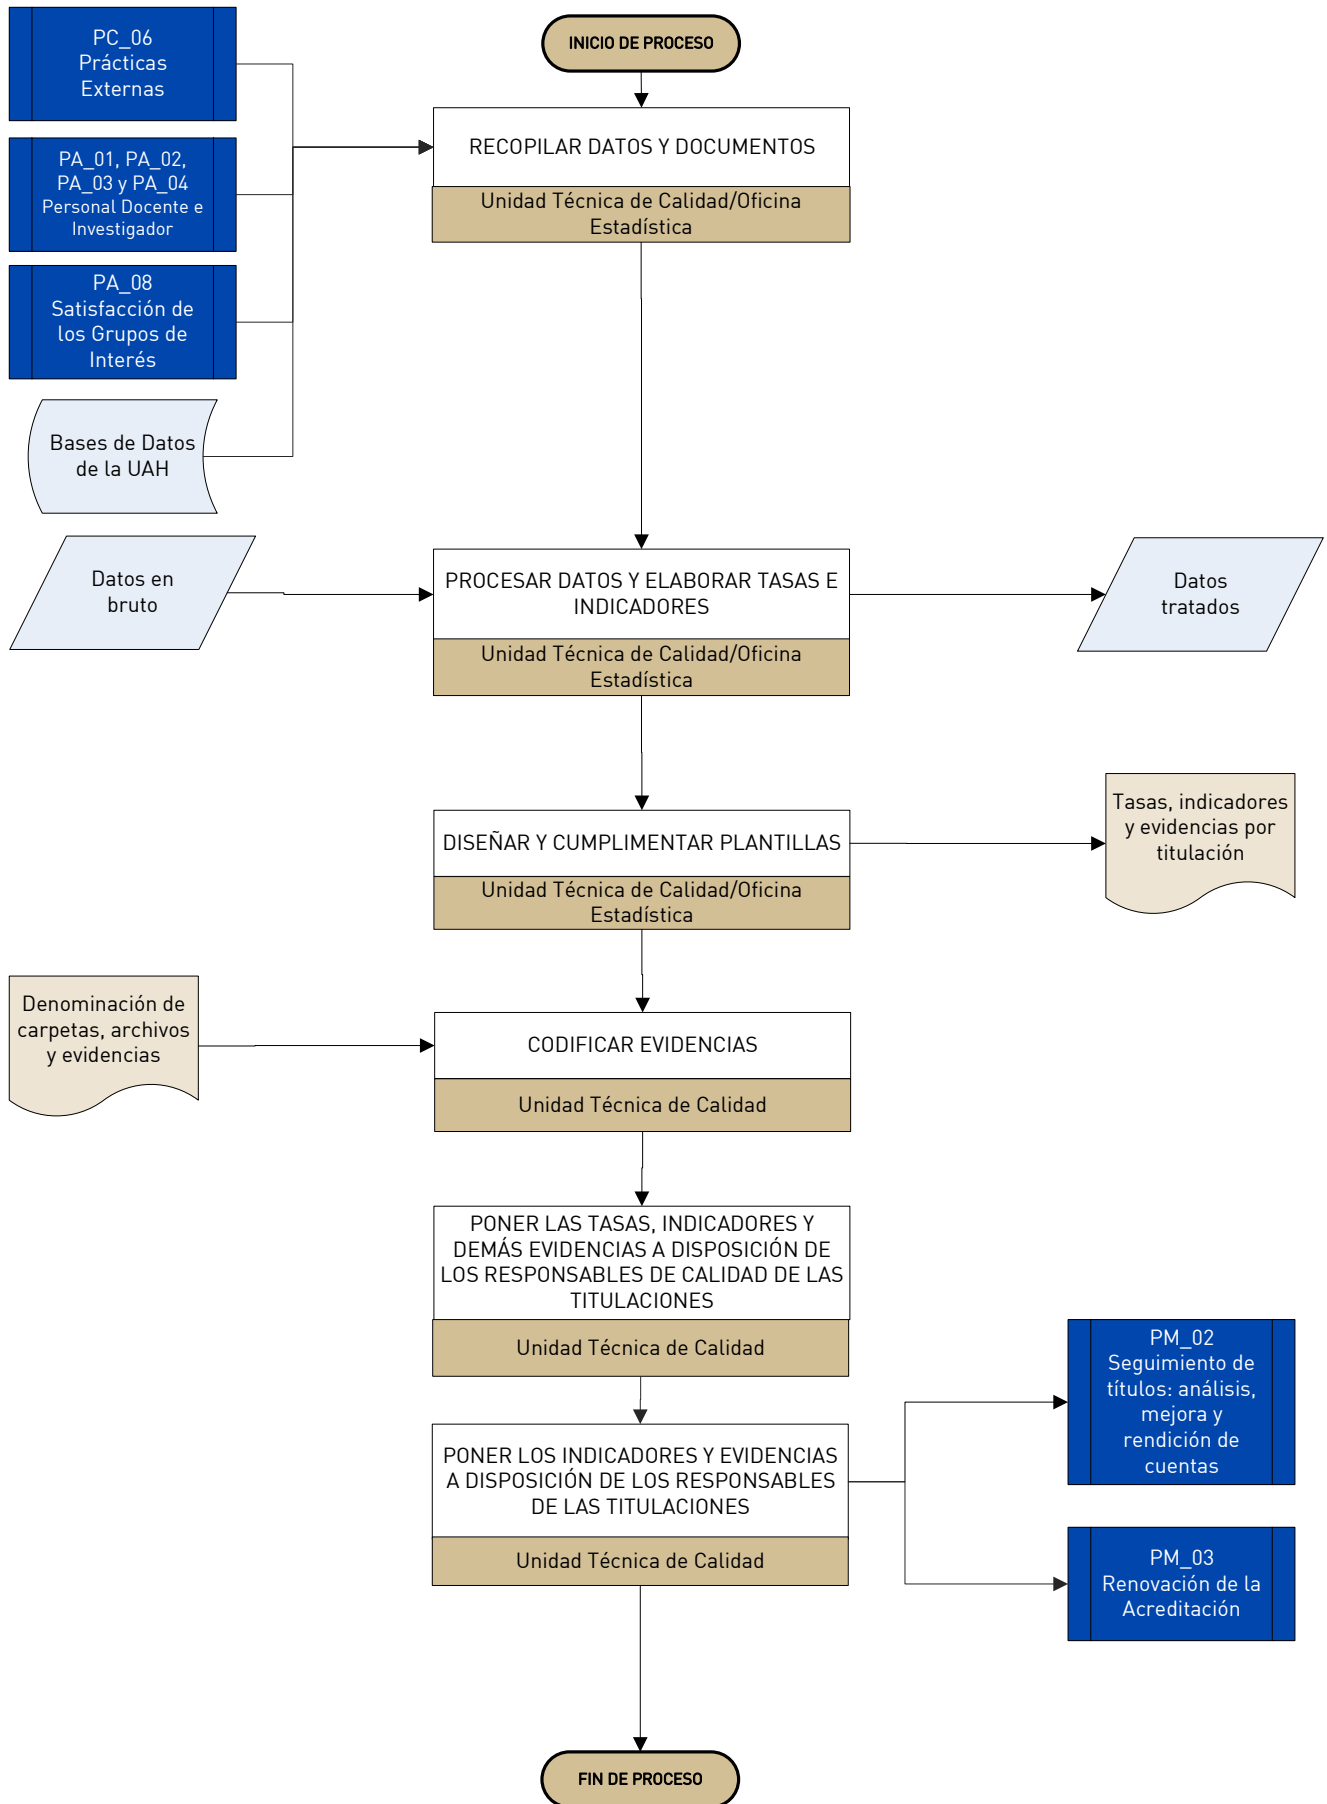 PC_06
Prácticas
Externas
INICIO DE PROCESO
RECOPILAR DATOS Y DOCUMENTOS
Unidad Técnica de Calidad/Oficina
Estadística
PA_01, PA_02,
PA_03 y PA_04
Personal Docente e
Investigador
PA_08
Satisfacción de
los Grupos de
Interés
Bases de Datos
de la UAH
Datos en
bruto
PROCESAR DATOS Y ELABORAR TASAS E
INDICADORES
Unidad Técnica de Calidad/Oficina
Estadística
Datos
tratados
DISEÑAR Y CUMPLIMENTAR PLANTILLAS
Unidad Técnica de Calidad/Oficina
Estadística
Tasas, indicadores
y evidencias por
titulación
Denominación de
carpetas, archivos
y evidencias
CODIFICAR EVIDENCIAS
Unidad Técnica de Calidad
PONER LAS TASAS, INDICADORES Y
DEMÁS EVIDENCIAS A DISPOSICIÓN DE
LOS RESPONSABLES DE CALIDAD DE LAS
TITULACIONES
Unidad Técnica de Calidad
PONER LOS INDICADORES Y EVIDENCIAS
A DISPOSICIÓN DE LOS RESPONSABLES
DE LAS TITULACIONES
Unidad Técnica de Calidad
PM_02
Seguimiento de
títulos: análisis,
mejora y
rendición de
cuentas
PM_03
Renovación de la
Acreditación
FIN DE PROCESO